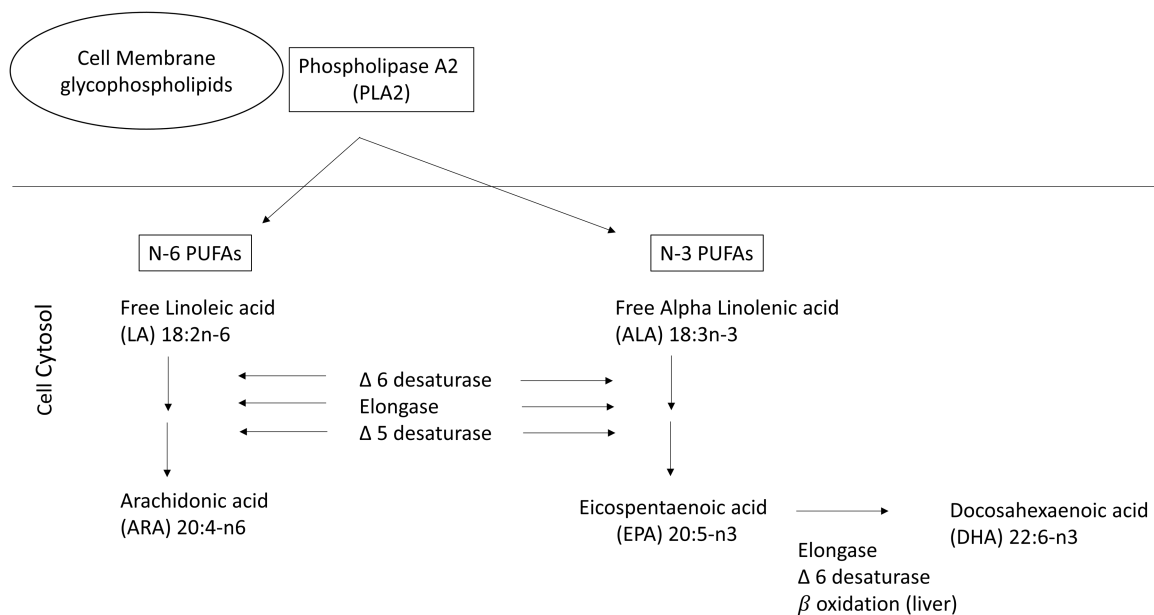 Cell Membrane
glycophospholipids
Phospholipase A2
(PLA2)
N-6 PUFAs
N-3 PUFAs
Cell Cytosol
Free Linoleic acid
(LA) 18:2n-6
Free Alpha Linolenic acid
(ALA) 18:3n-3
Δ 6 desaturase
Elongase
Δ 5 desaturase
Arachidonic acid
(ARA) 20:4-n6
Eicospentaenoic acid
(EPA) 20:5-n3
Docosahexaenoic acid
(DHA) 22:6-n3
Elongase
Δ 6 desaturase
β oxidation (liver)